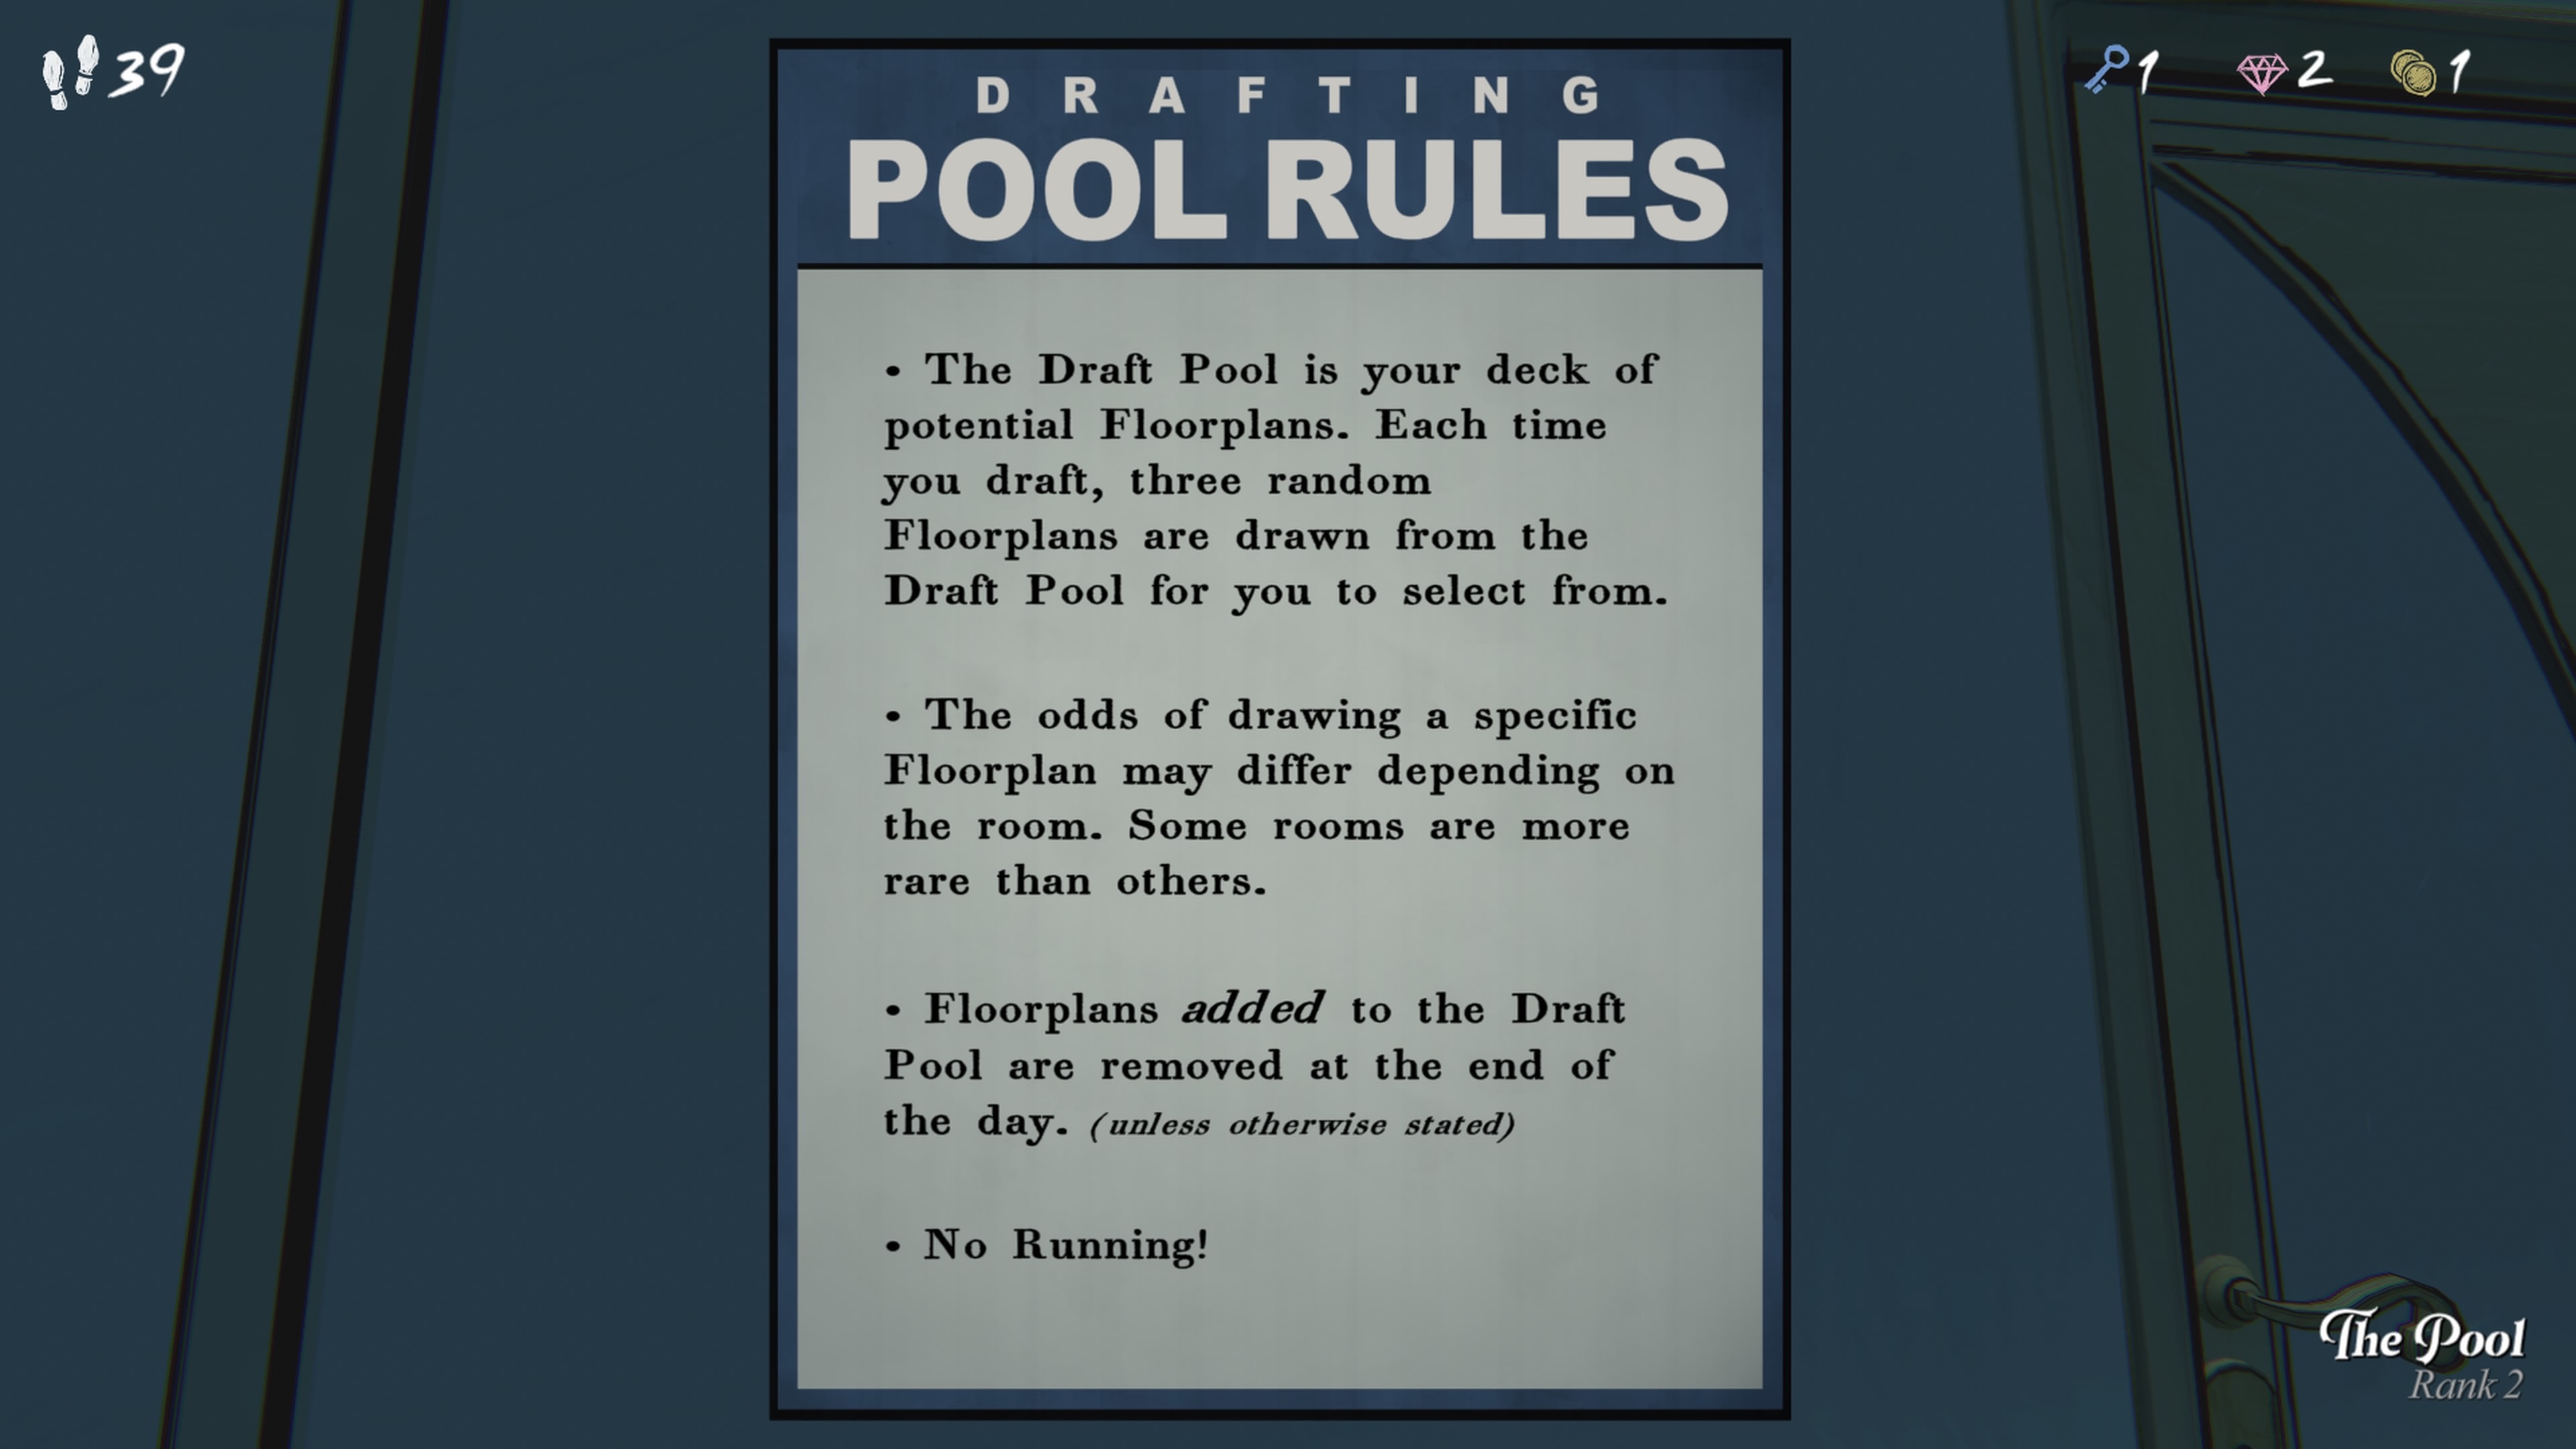 39
1 2 1
DRAFTING
POOL RULES
• The Draft Pool is your deck of
potential Floorplans. Each time
you draft, three random
Floorplans are drawn from the
Draft Pool for you to select from.
• The odds of drawing a specific
Floorplan may differ depending on
the room. Some rooms are more
rare than others.
• Floorplans added to the Draft
Pool are removed at the end of
the day. (unless otherwise stated)
• No Running!
The Pool
Rank 2